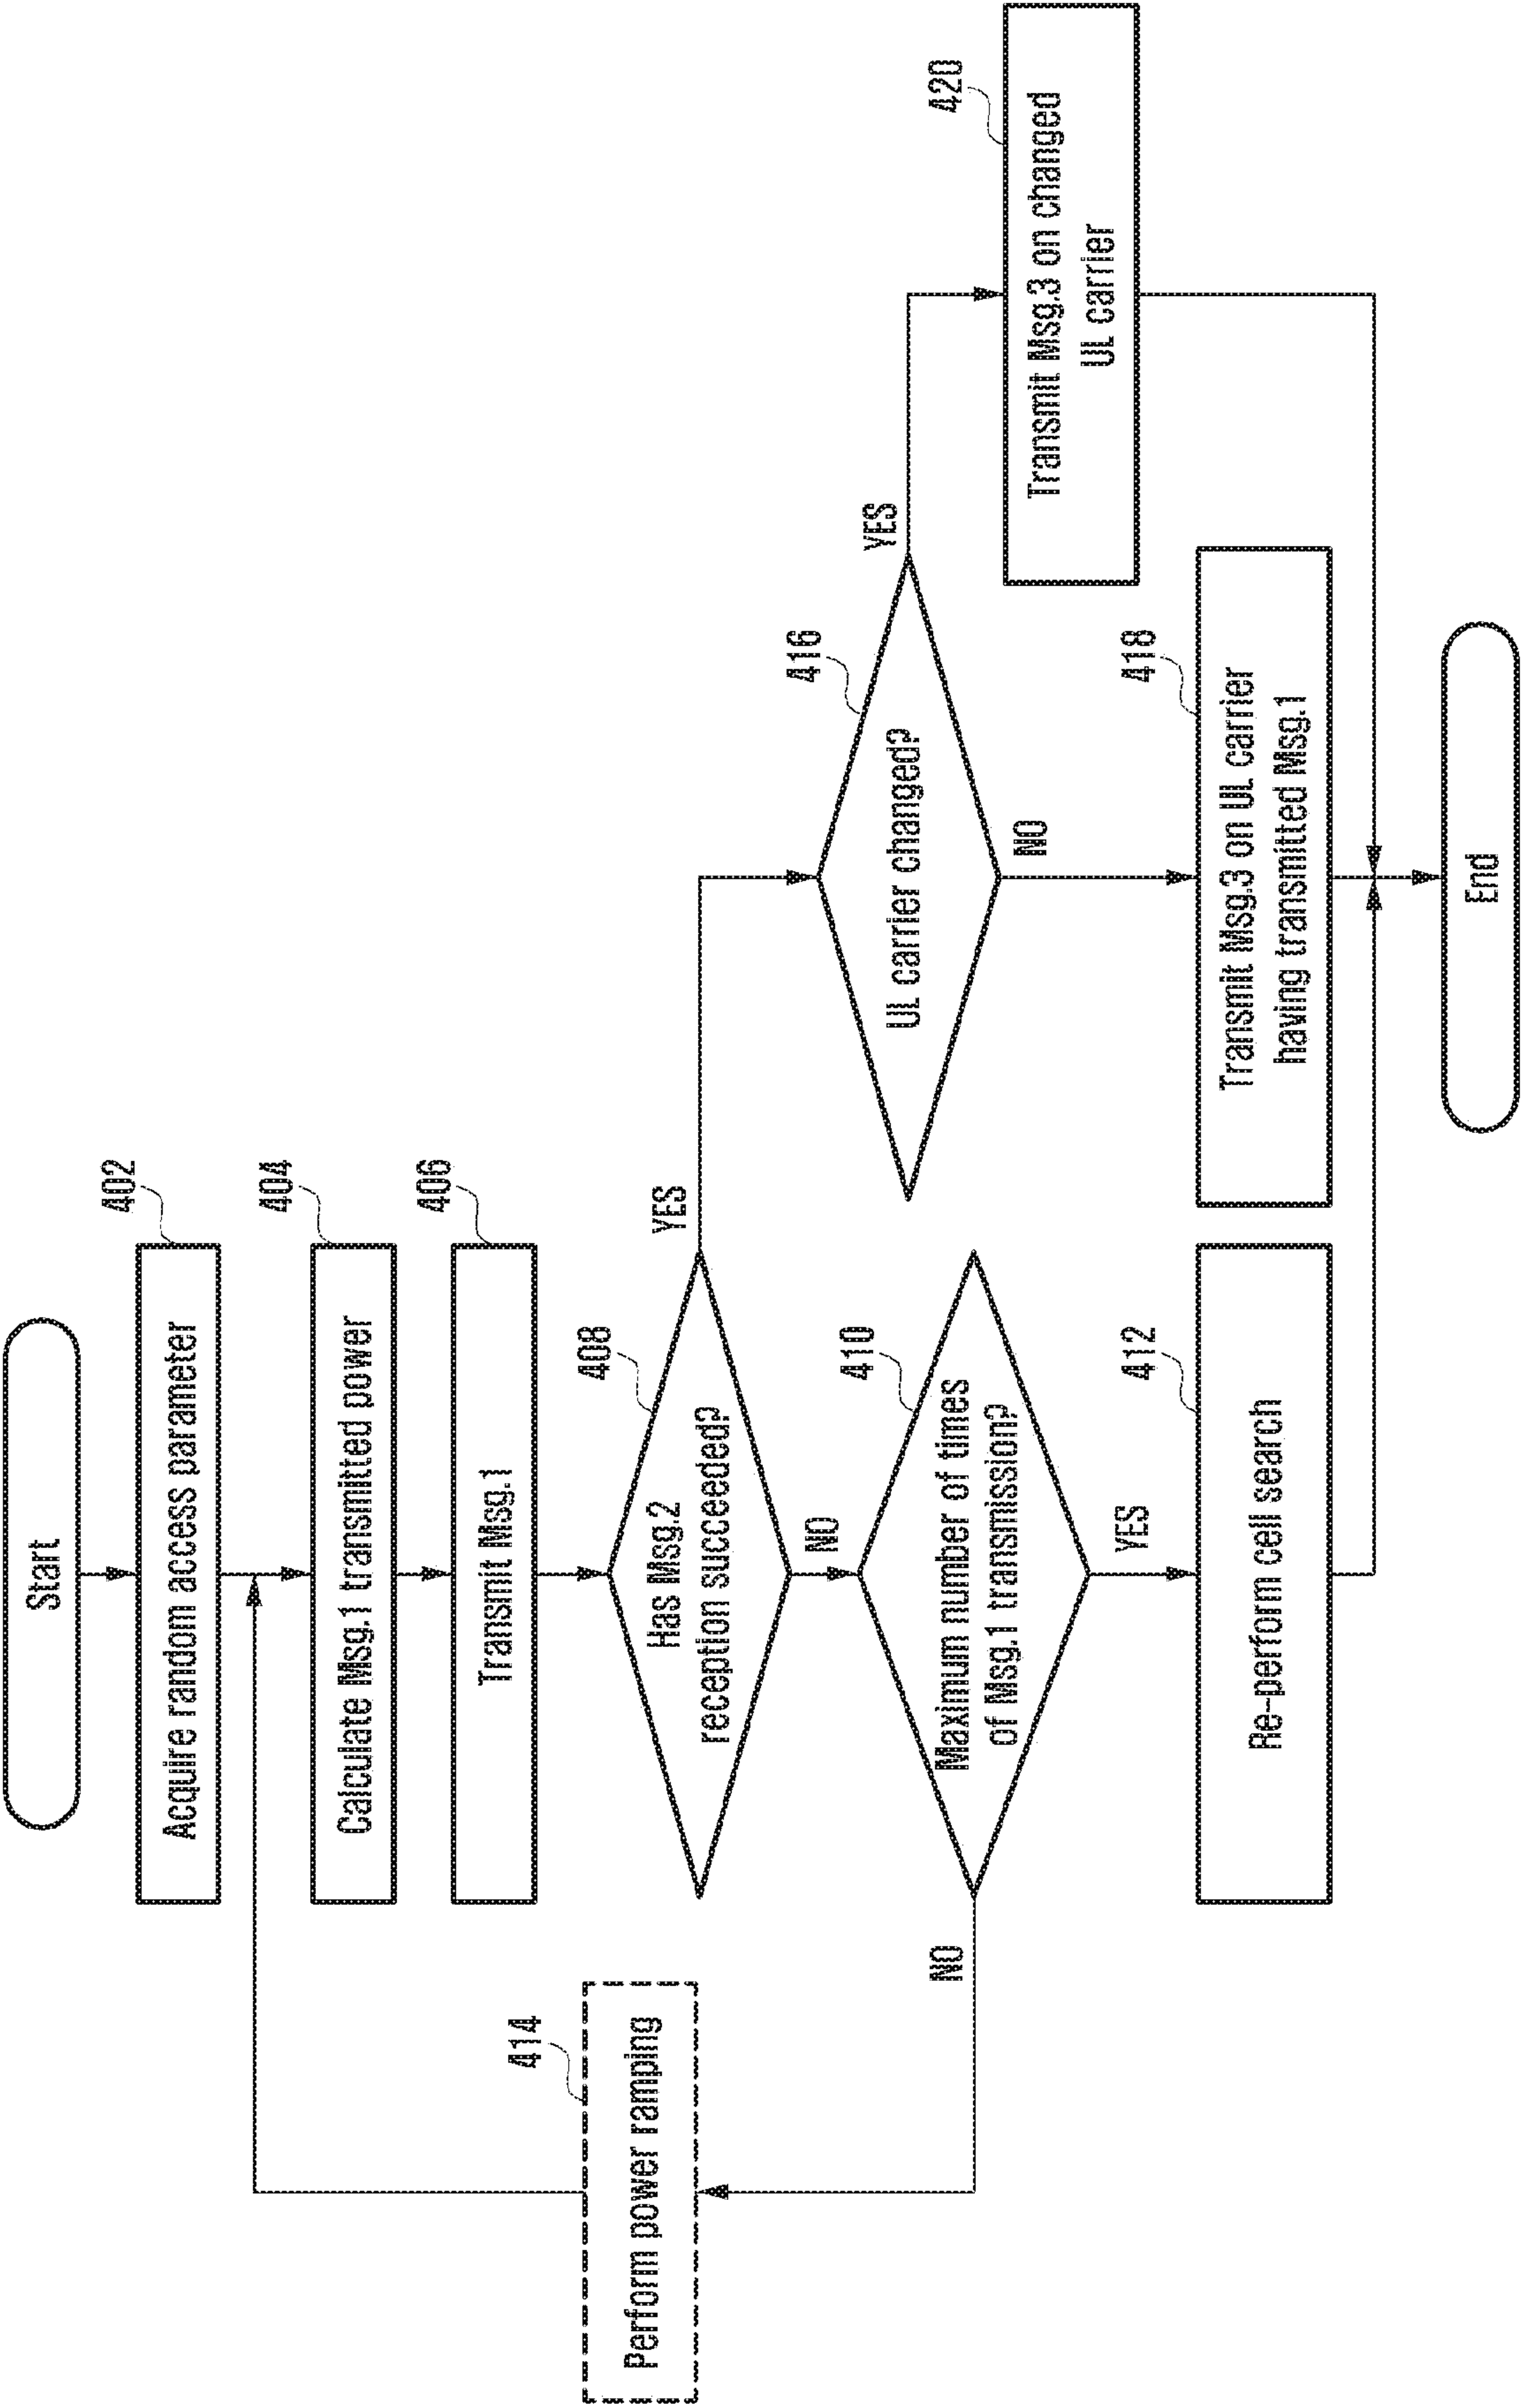 Start
402
Acquire random access parameter
404
Calculate Msg.1 transmitted power
406
Transmit Msg.1
408
Has Msg.2
reception succeeded?
YES
NO
410
Maximum number of times
of Msg.1 transmission?
NO
YES
414
Perform power ramping
412
Re-perform cell search
416
UL carrier changed?
YES
NO
418
Transmit Msg.3 on UL carrier
having transmitted Msg.1
420
Transmit Msg.3 on changed
UL carrier
End